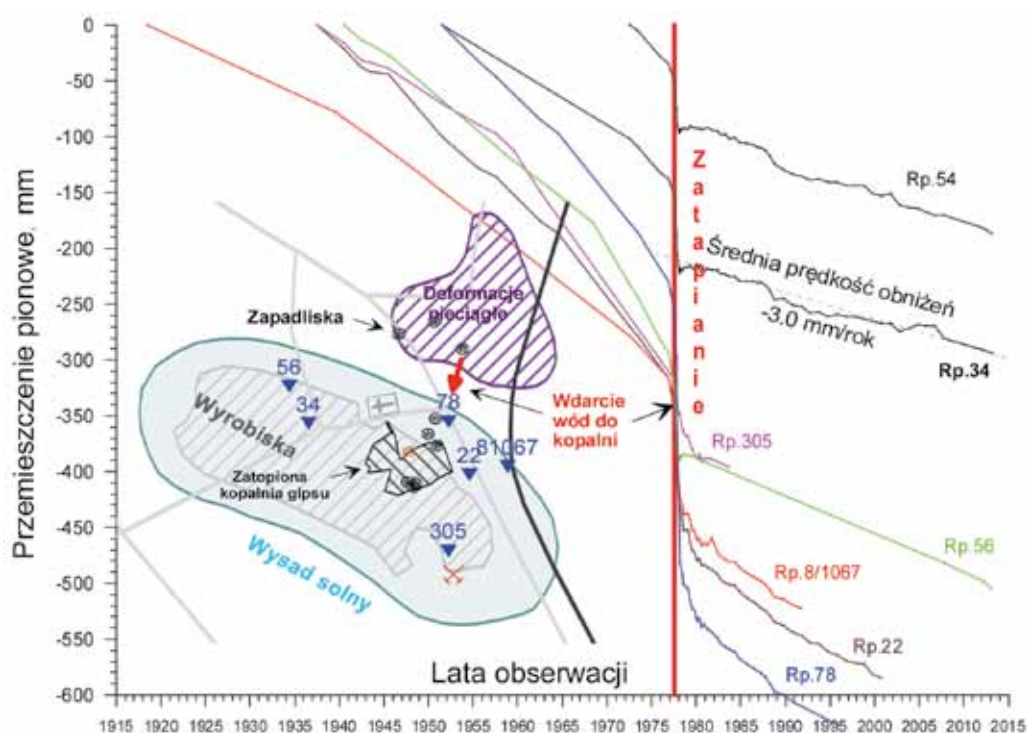 Przemieszczenie pionowe, mm
0
-50
-100
-150
-200
-250
-300
-350
-400
-450
-500
-550
-600
Zatapianie
Rp.54
Średnia prędkość obniżeń
-3.0 mm/rok
Rp.34
Deformacje
nieciągłe
Zapadliska
Wdarcie
wód do
kopalni
56
34
78
22
81067
305
Wyrobiska
Zatopiona
kopalnia gipsu
Wysad solny
Rp.305
Rp.56
Rp.8/1067
Rp.22
Rp.78
Lata obserwacji
1915 1920 1925 1930 1935 1940 1945 1950 1955 1960 1965 1970 1975 1980 1985 1990 1995 2000 2005 2010 2015